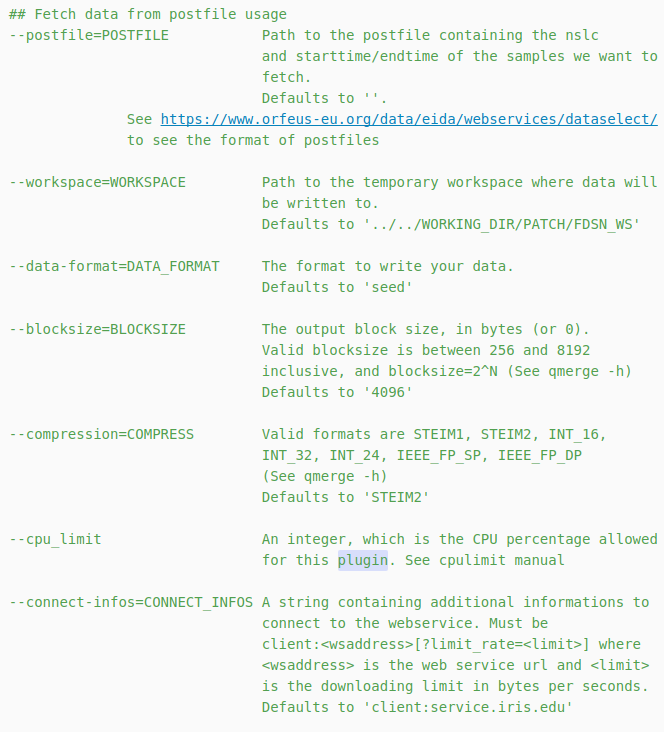 ## Fetch data from postfile usage
--postfile=POSTFILE           Path to the postfile containing the nslc
                              and starttime/endtime of the samples we want to
                              fetch.
                              Defaults to ''.
              See https://www.orfeus-eu.org/data/eida/webservices/dataselect/
              to see the format of postfiles

--workspace=WORKSPACE         Path to the temporary workspace where data will
                              be written to.
                              Defaults to '../../WORKING_DIR/PATCH/FDSN_WS'

--data-format=DATA_FORMAT     The format to write your data.
                              Defaults to 'seed'

--blocksize=BLOCKSIZE         The output block size, in bytes (or 0).
                              Valid blocksize is between 256 and 8192
                              inclusive, and blocksize=2^N (See qmerge -h)
                              Defaults to '4096'

--compression=COMPRESS        Valid formats are STEIM1, STEIM2, INT_16,
                              INT_32, INT_24, IEEE_FP_SP, IEEE_FP_DP
                              (See qmerge -h)
                              Defaults to 'STEIM2'

--cpu_limit                   An integer, which is the CPU percentage allowed
                              for this plugin. See cpulimit manual

--connect-infos=CONNECT_INFOS A string containing additional informations to
                              connect to the webservice. Must be
                              client:<wsaddress>[?limit_rate=<limit>] where
                              <wsaddress> is the web service url and <limit>
                              is the downloading limit in bytes per seconds.
                              Defaults to 'client:service.iris.edu'